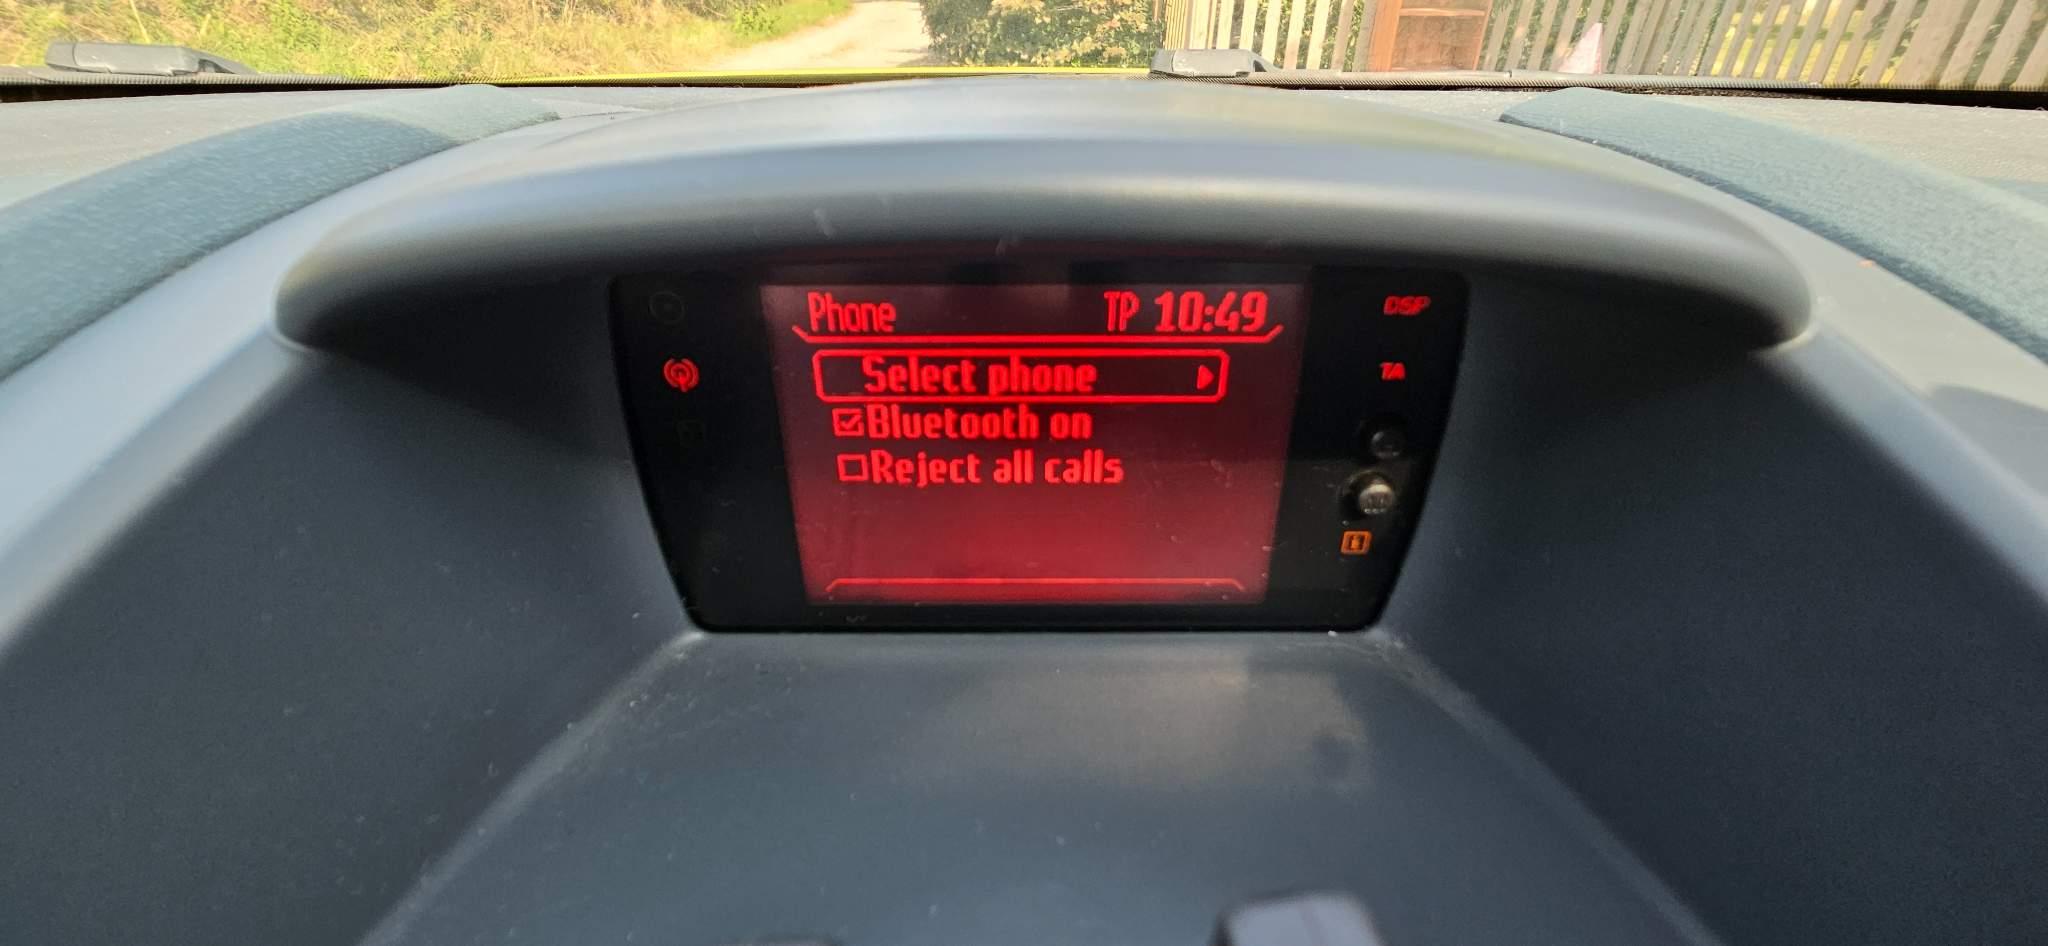 Phone TP 10:49
DSP
Select phone
TA
Bluetooth on
Reject all calls